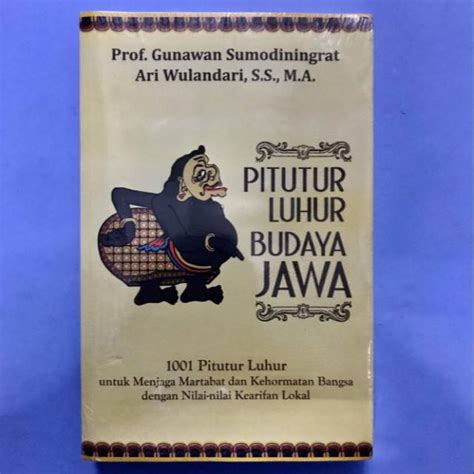 Prof. Gunawan Sumodiningrat
Ari Wulandari, S.S., M.A.
PITUTUR
LUHUR
BUDAYA
JAWA
1001 Pitutur Luhur
untuk Menjaga Martabat dan Kehormatan Bangsa
dengan Nilai-nilai Kearifan Lokal